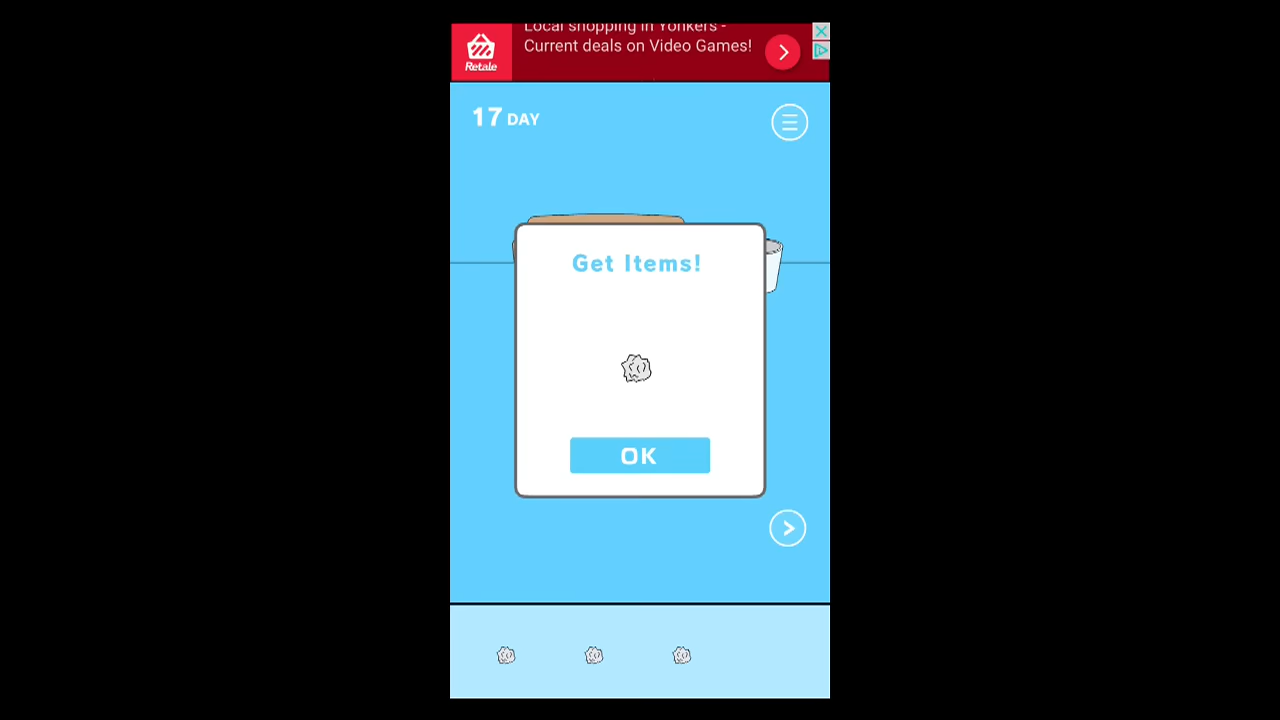 Local shopping in Yonkers -
Current deals on Video Games!
Retale
17 DAY
Get Items!
OK